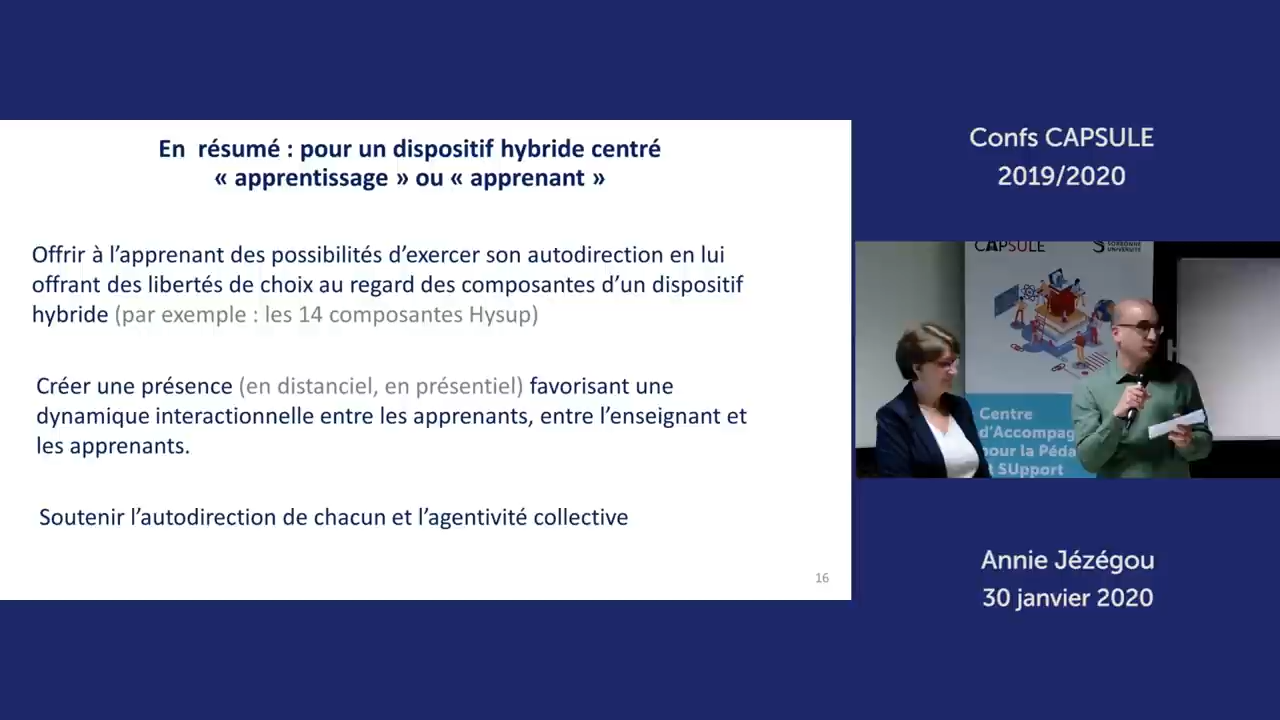 En résumé : pour un dispositif hybride centré
« apprentissage » ou « apprenant »
Offrir à l’apprenant des possibilités d’exercer son autodirection en lui
offrant des libertés de choix au regard des composantes d’un dispositif
hybride (par exemple : les 14 composantes Hysup)
Créer une présence (en distanciel, en présentiel) favorisant une
dynamique interactionnelle entre les apprenants, entre l’enseignant et
les apprenants.
Soutenir l’autodirection de chacun et l’agentivité collective
16
Confs CAPSULE
2019/2020
CAPSULE
SORBONNE
UNIVERSITÉ
Centre
d’Accompag
pour la Péda
t SUpport
Annie Jézégou
30 janvier 2020